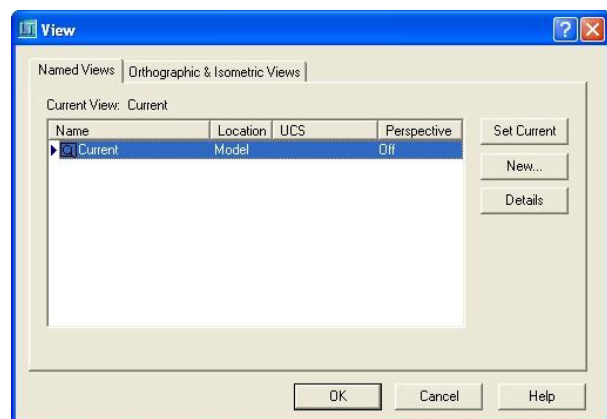 LT View
Named Views Orthographic & Isometric Views
Current View: Current
Name Location UCS Perspective
Current Model Off
Set Current
New...
Details
OK Cancel Help